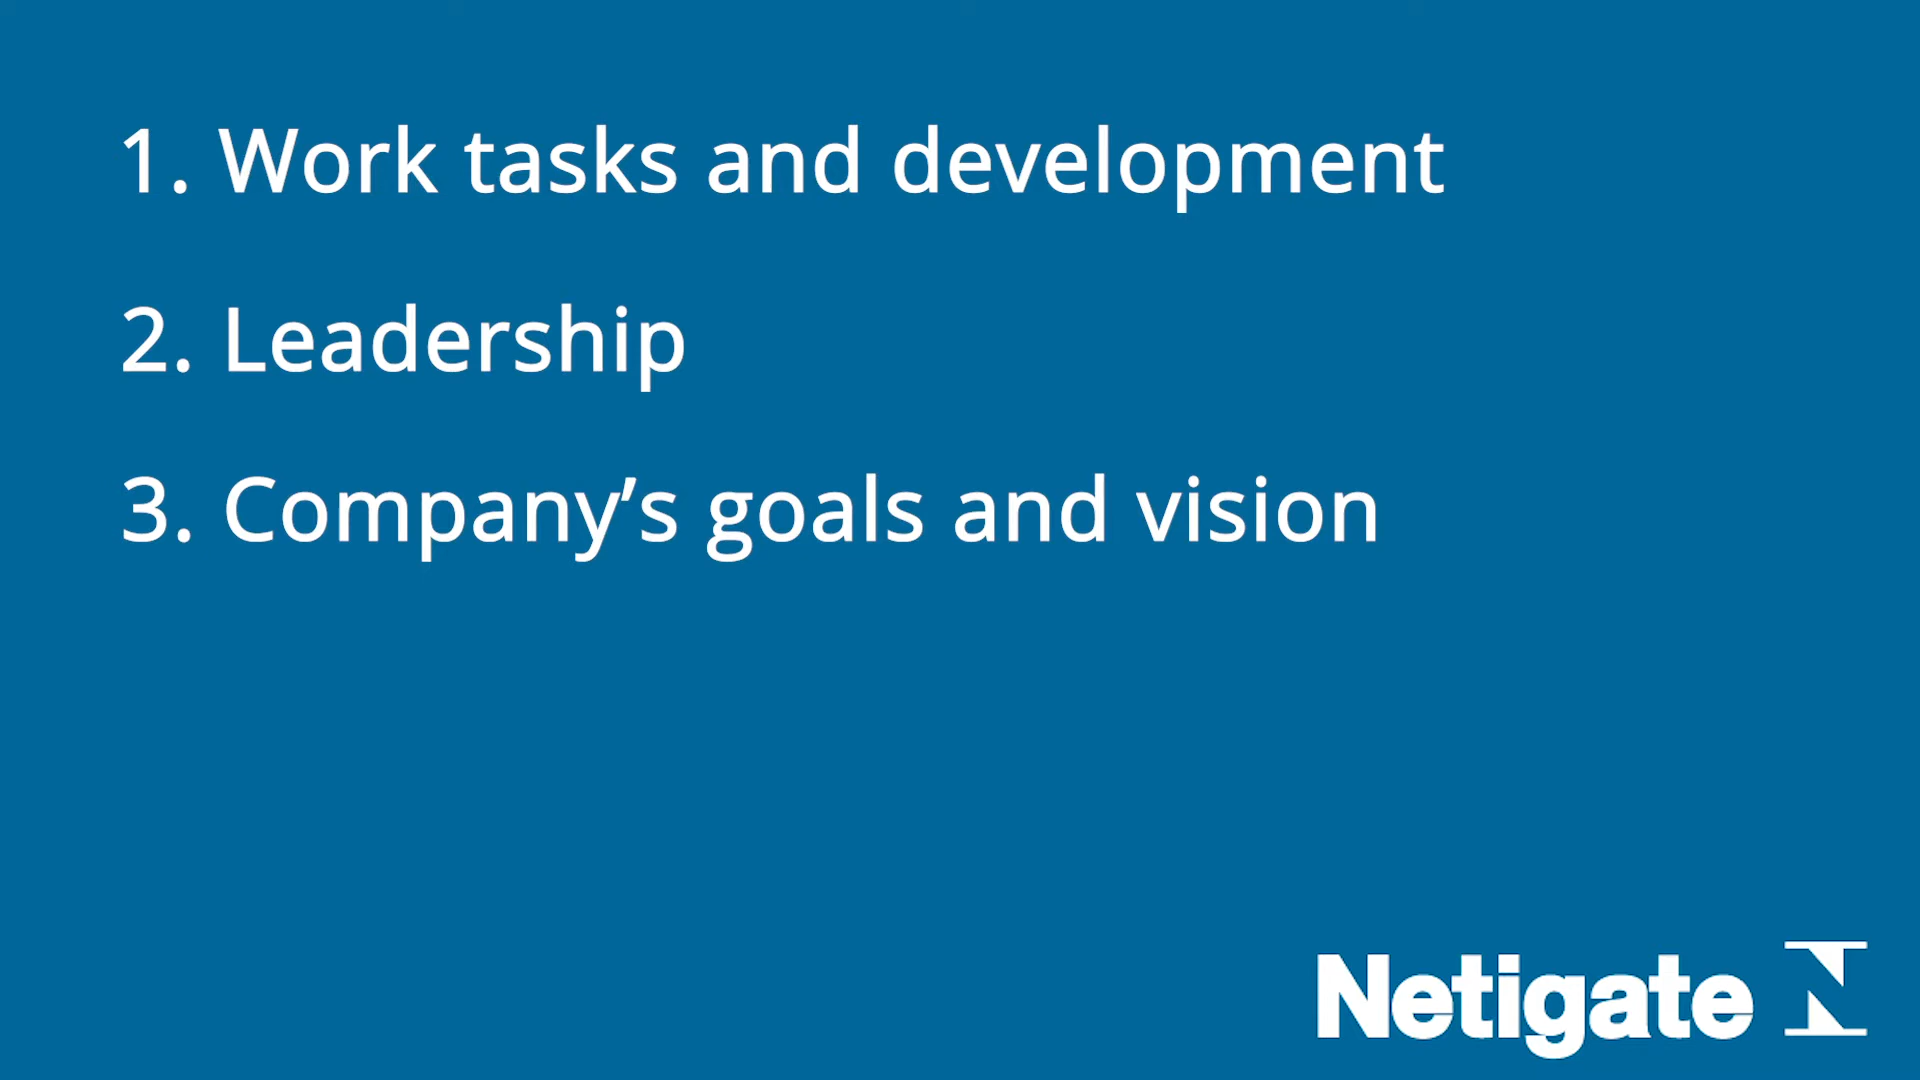 1. Work tasks and development
2. Leadership
3. Company’s goals and vision
Netigate